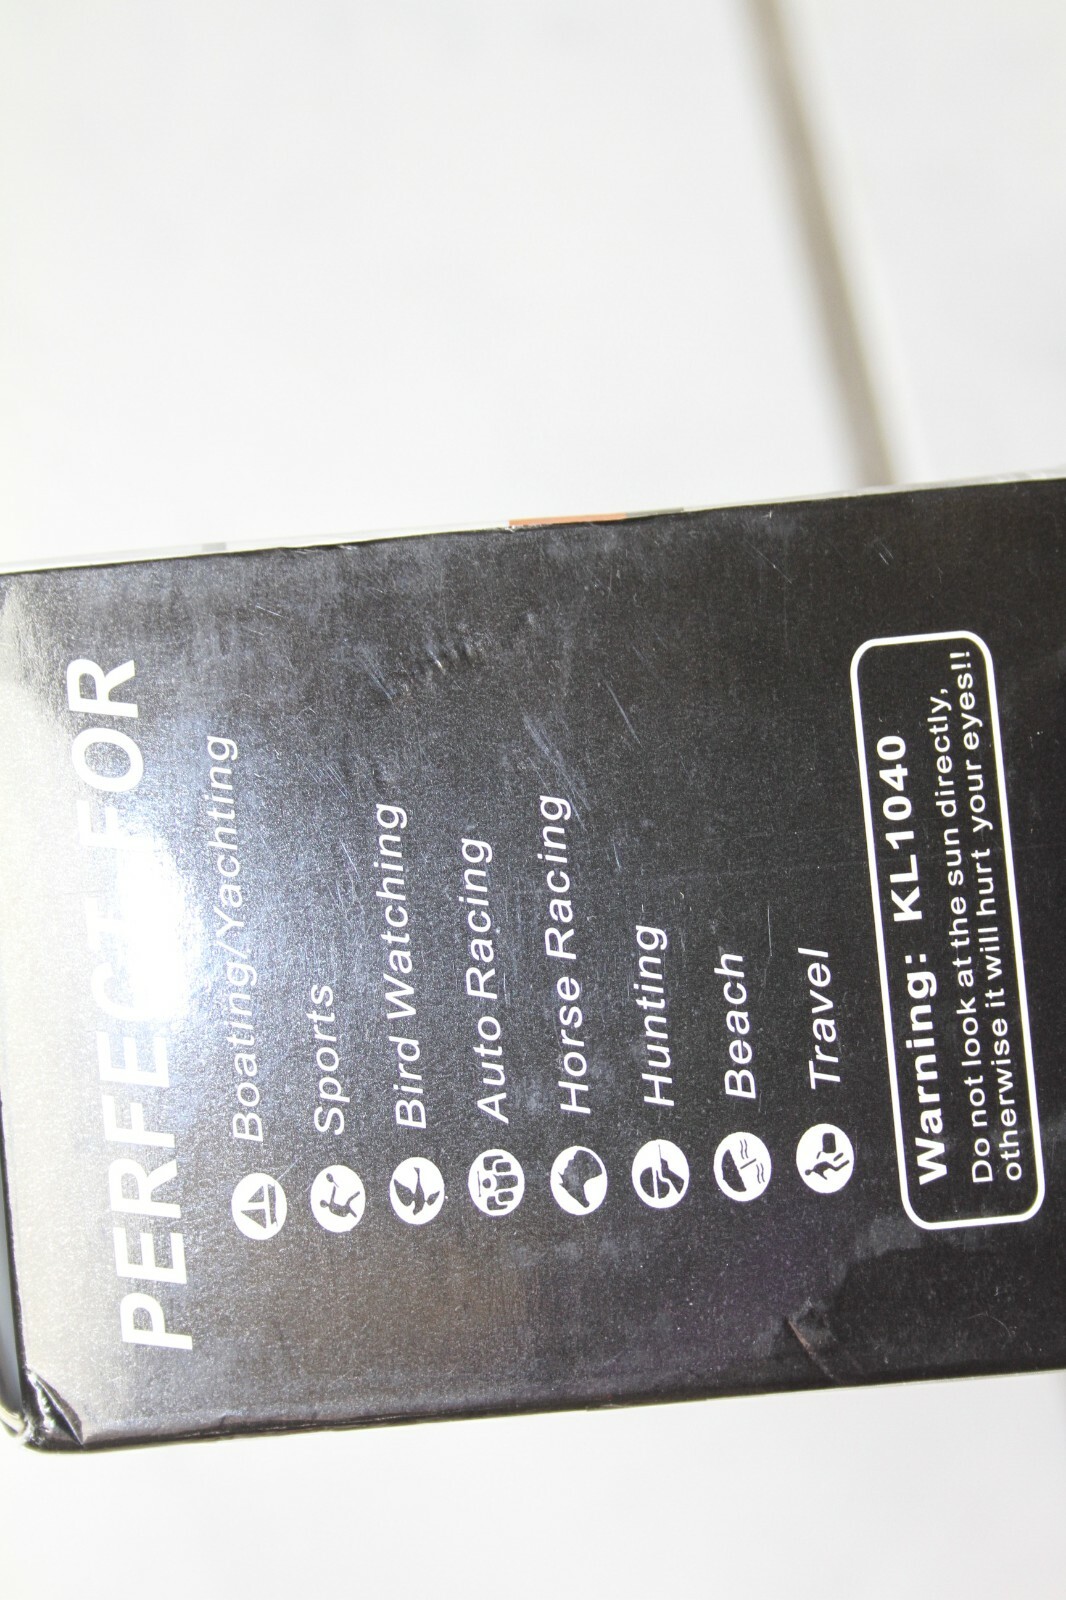 PERFECT FOR
Boating/Yachting
Sports
Bird Watching
Auto Racing
Horse Racing
Hunting
Beach
Travel
Warning: KL1040
Do not look at the sun directly,
otherwise it will hurt your eyes!!